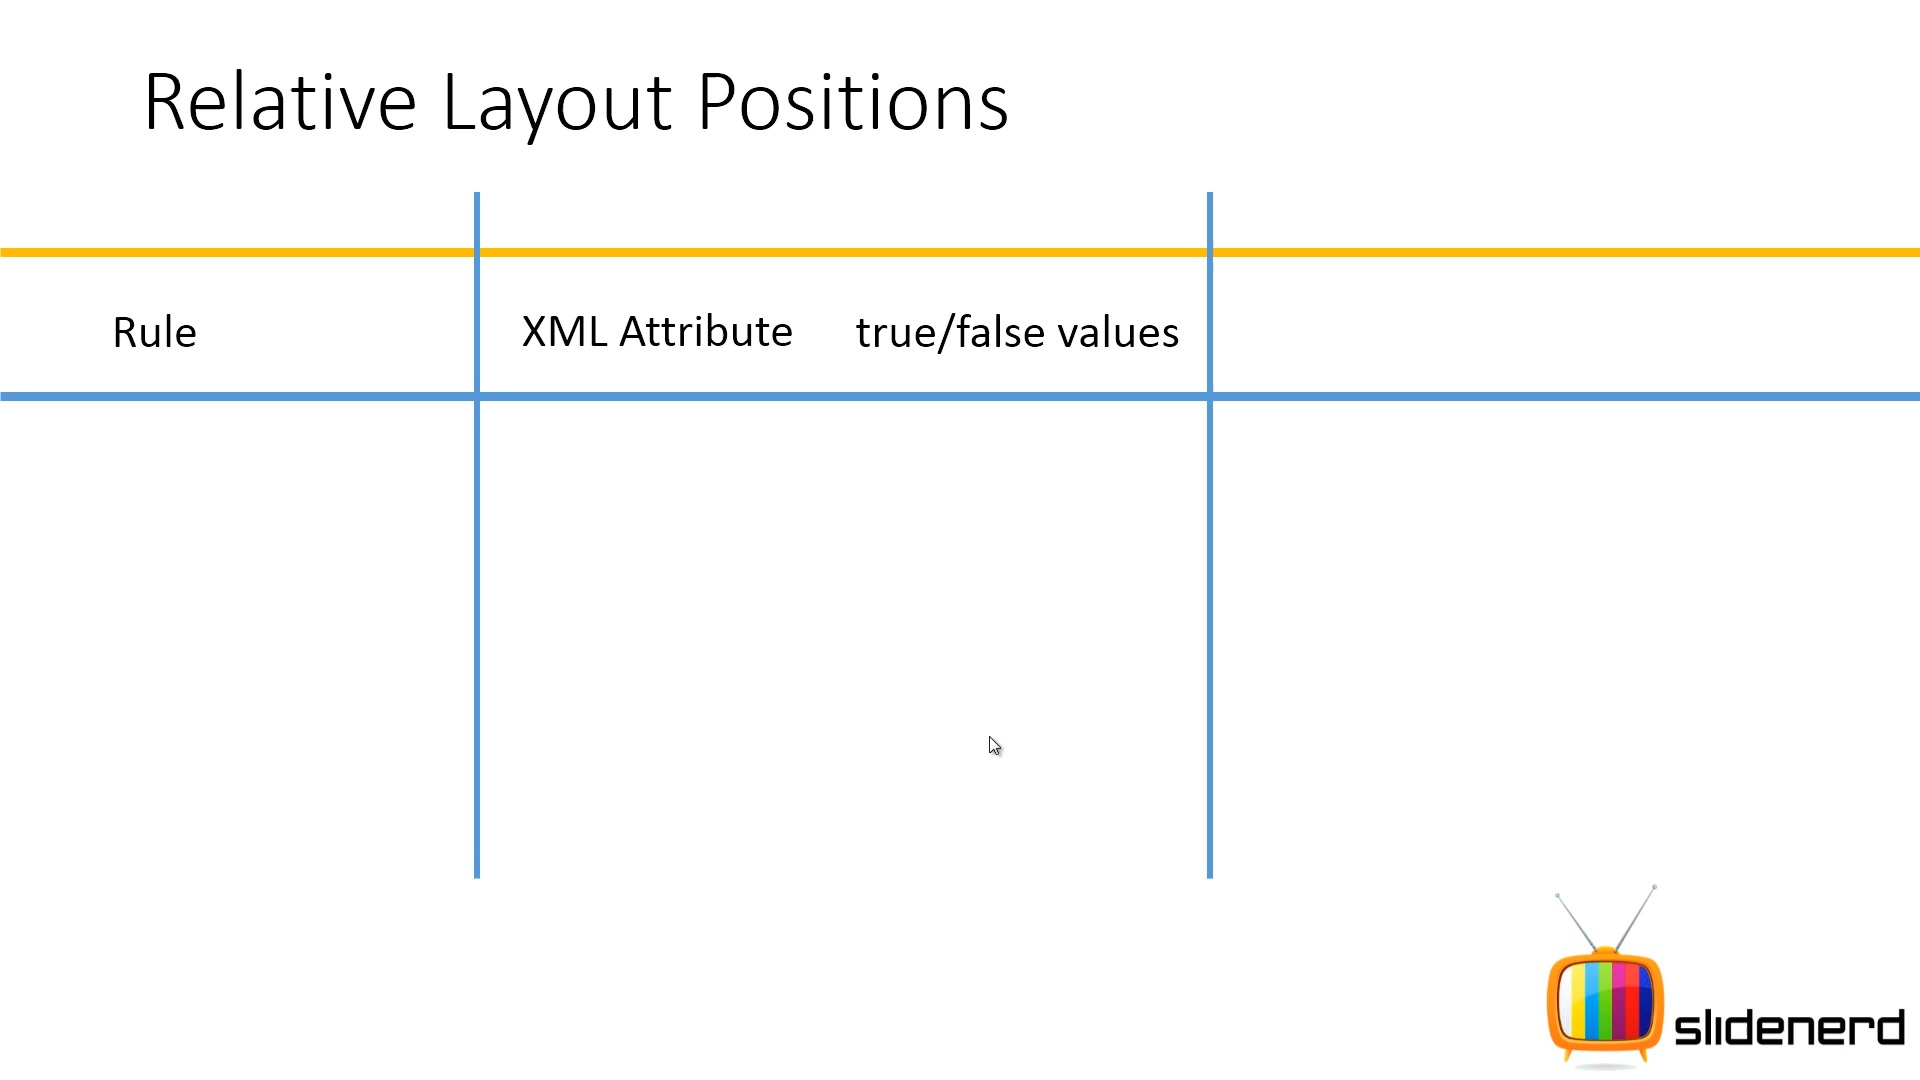 Relative Layout Positions
Rule XML Attribute true/false values
slidenerd